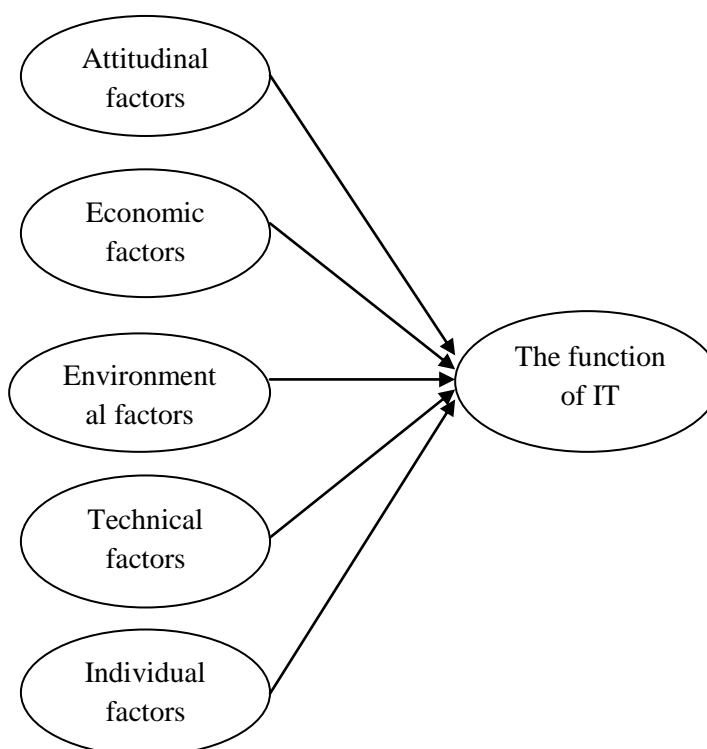 Attitudinal
factors
Economic
factors
Environment
al factors
Technical
factors
Individual
factors
The function
of IT